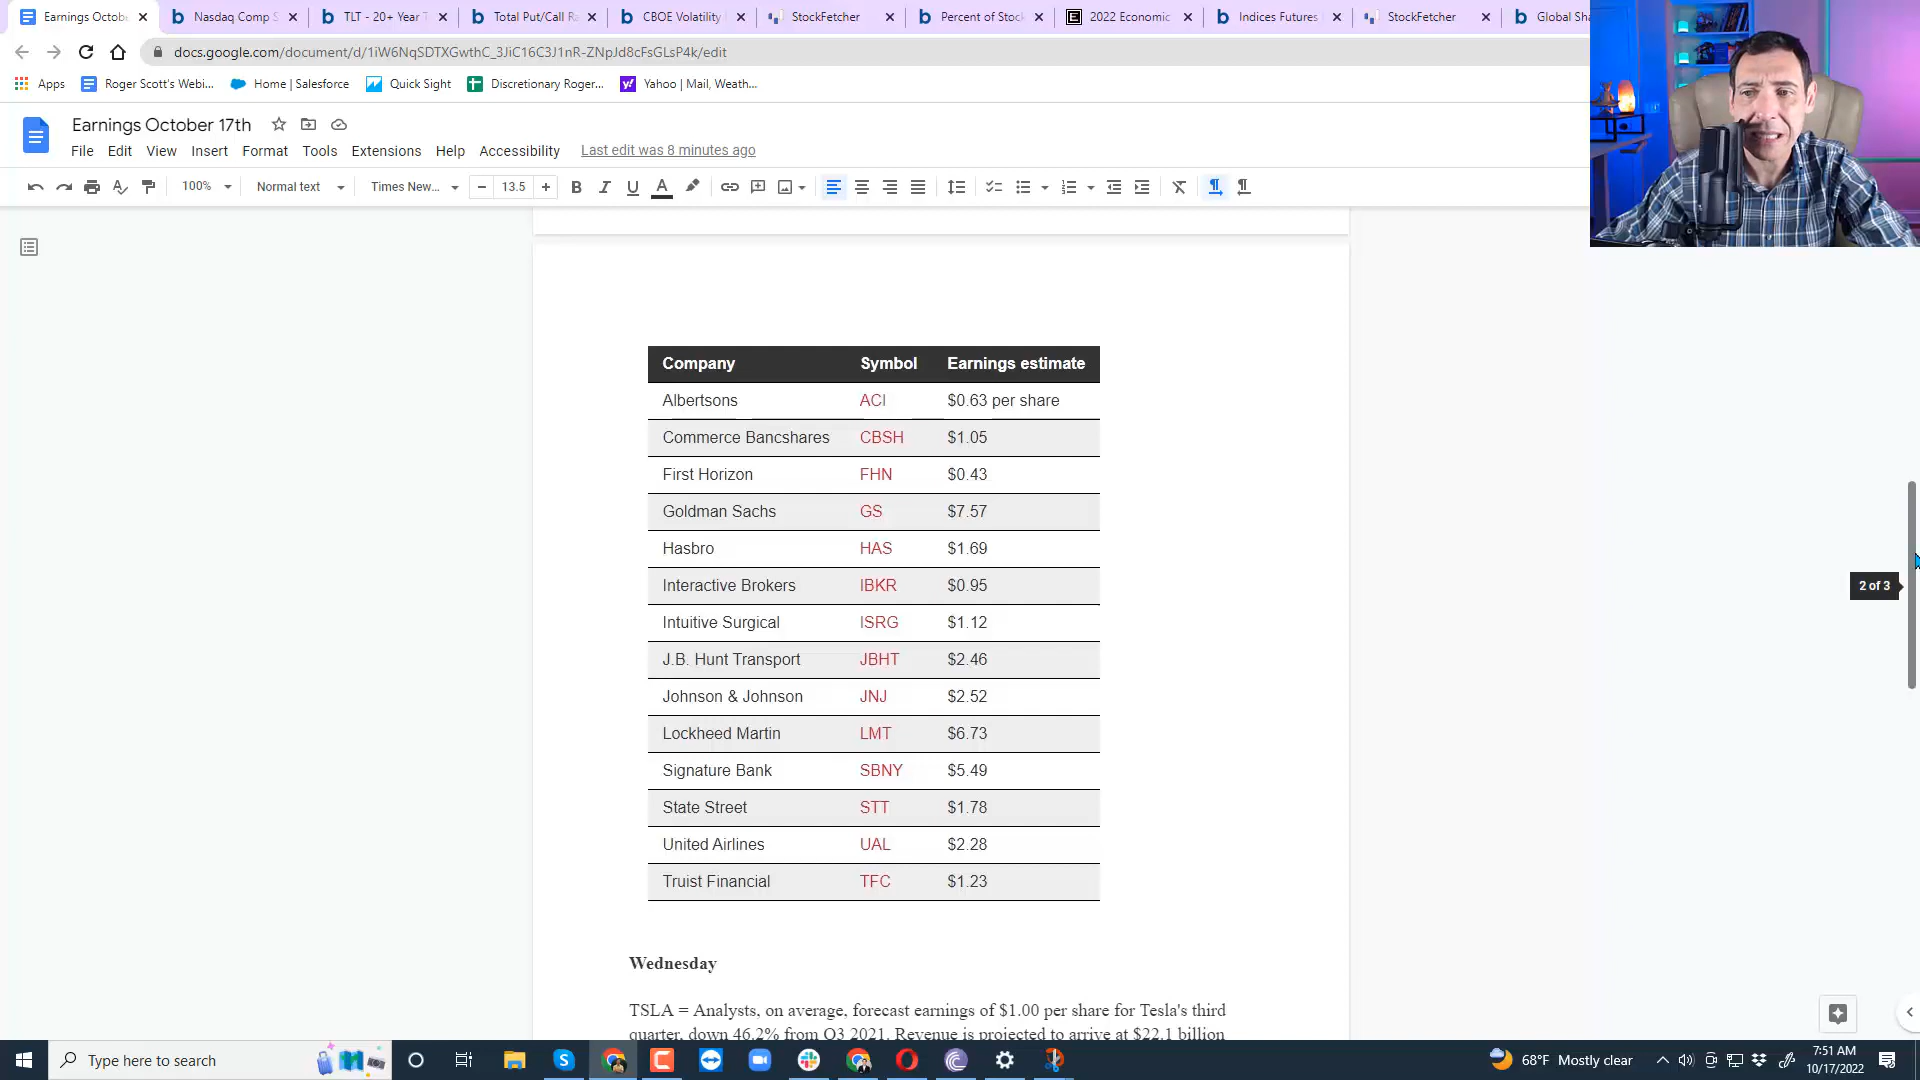 Earnings Octobe
Nasdaq Comp S
TLT - 20+ Year T
Total Put/Call Ra
CBOE Volatility I
StockFetcher
Percent of Stock
2022 Economic
Indices Futures
StockFetcher
Global Sha
docs.google.com/document/d/1iW6NqSDTXGwthC_3JiC16C3J1nR-ZNpJd8cFsGLsP4k/edit
Apps
Roger Scott's Webi...
Home | Salesforce
Quick Sight
Discretionary Roger...
Yahoo | Mail, Weath...
Earnings October 17th
File Edit View Insert Format Tools Extensions Help Accessibility Last edit was 8 minutes ago
100% Normal text Times New... 13.5
Company Symbol Earnings estimate
Albertsons ACI $0.63 per share
Commerce Bancshares CBSH $1.05
First Horizon FHN $0.43
Goldman Sachs GS $7.57
Hasbro HAS $1.69
Interactive Brokers IBKR $0.95
2 of 3
Intuitive Surgical ISRG $1.12
J.B. Hunt Transport JBHT $2.46
Johnson & Johnson JNJ $2.52
Lockheed Martin LMT $6.73
Signature Bank SBNY $5.49
State Street STT $1.78
United Airlines UAL $2.28
Truist Financial TFC $1.23
Wednesday
TSLA = Analysts, on average, forecast earnings of $1.00 per share for Tesla's third
quarter, down 46.2% from Q3 2021. Revenue is projected to arrive at $22.1 billion
Type here to search
68°F Mostly clear
7:51 AM
10/17/2022